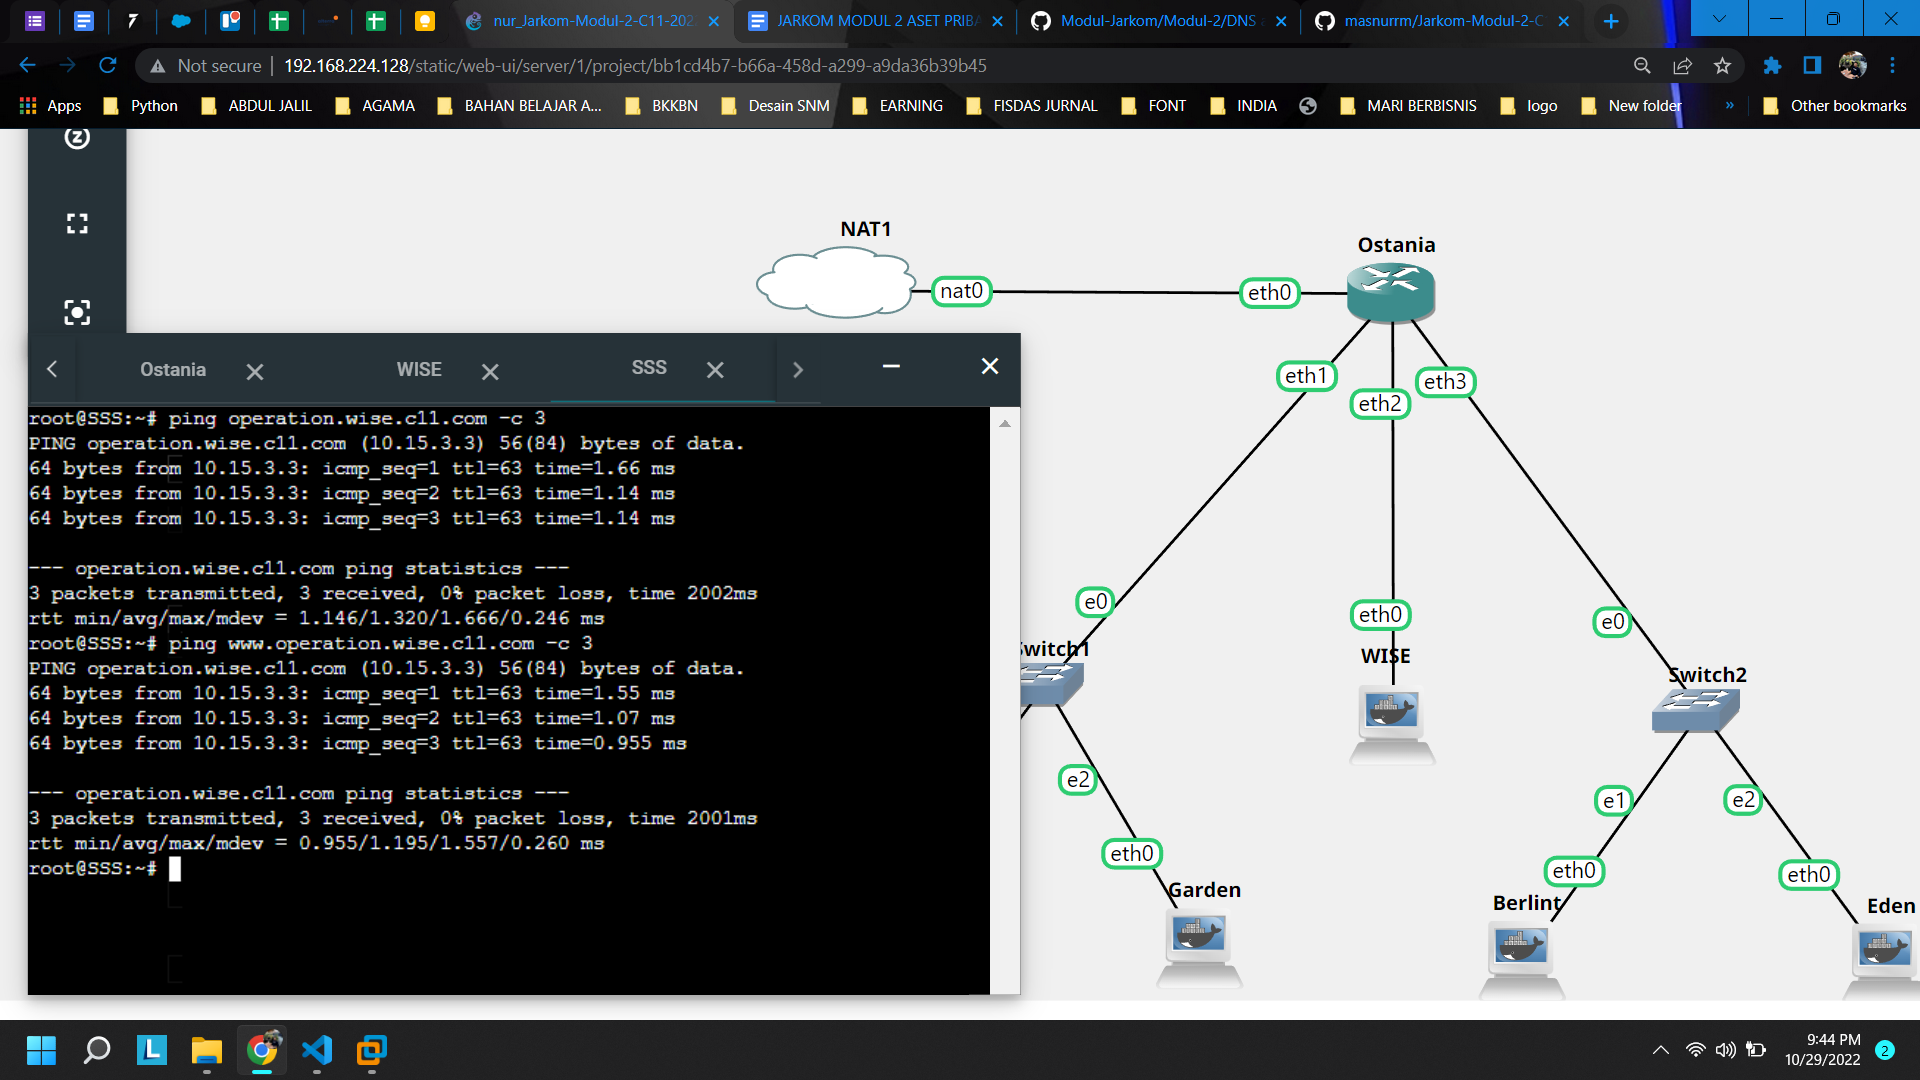 nur_Jarkom-Modul-2-C11-202
JARKOM MODUL 2 ASET PRIBA
Modul-Jarkom/Modul-2/DNS
masnurrm/Jarkom-Modul-2-C
Not secure
192.168.224.128/static/web-ui/server/1/project/bb1cd4b7-b66a-458d-a299-a9da36b39b45
Apps
Python
ABDUL JALIL
AGAMA
BAHAN BELAJAR A...
BKKBN
Desain SNM
EARNING
FISDAS JURNAL
FONT
INDIA
MARI BERBISNIS
logo
New folder
»
Other bookmarks
NAT1
Ostania
nat0
eth0
eth1
eth2
eth3
Ostania
WISE
SSS
root@SSS:~# ping operation.wise.c11.com -c 3
PING operation.wise.c11.com (10.15.3.3) 56(84) bytes of data.
64 bytes from 10.15.3.3: icmp_seq=1 ttl=63 time=1.66 ms
64 bytes from 10.15.3.3: icmp_seq=2 ttl=63 time=1.14 ms
64 bytes from 10.15.3.3: icmp_seq=3 ttl=63 time=1.14 ms
--- operation.wise.c11.com ping statistics ---
3 packets transmitted, 3 received, 0% packet loss, time 2002ms
rtt min/avg/max/mdev = 1.146/1.320/1.666/0.246 ms
root@SSS:~# ping www.operation.wise.c11.com -c 3
PING operation.wise.c11.com (10.15.3.3) 56(84) bytes of data.
64 bytes from 10.15.3.3: icmp_seq=1 ttl=63 time=1.55 ms
64 bytes from 10.15.3.3: icmp_seq=2 ttl=63 time=1.07 ms
64 bytes from 10.15.3.3: icmp_seq=3 ttl=63 time=0.955 ms
--- operation.wise.c11.com ping statistics ---
3 packets transmitted, 3 received, 0% packet loss, time 2001ms
rtt min/avg/max/mdev = 0.955/1.195/1.557/0.260 ms
root@SSS:~#
e0
eth0
e0
Switch1
WISE
Switch2
e2
e1
e2
eth0
eth0
eth0
Garden
Berlint
Eden
L
9:44 PM
10/29/2022
2